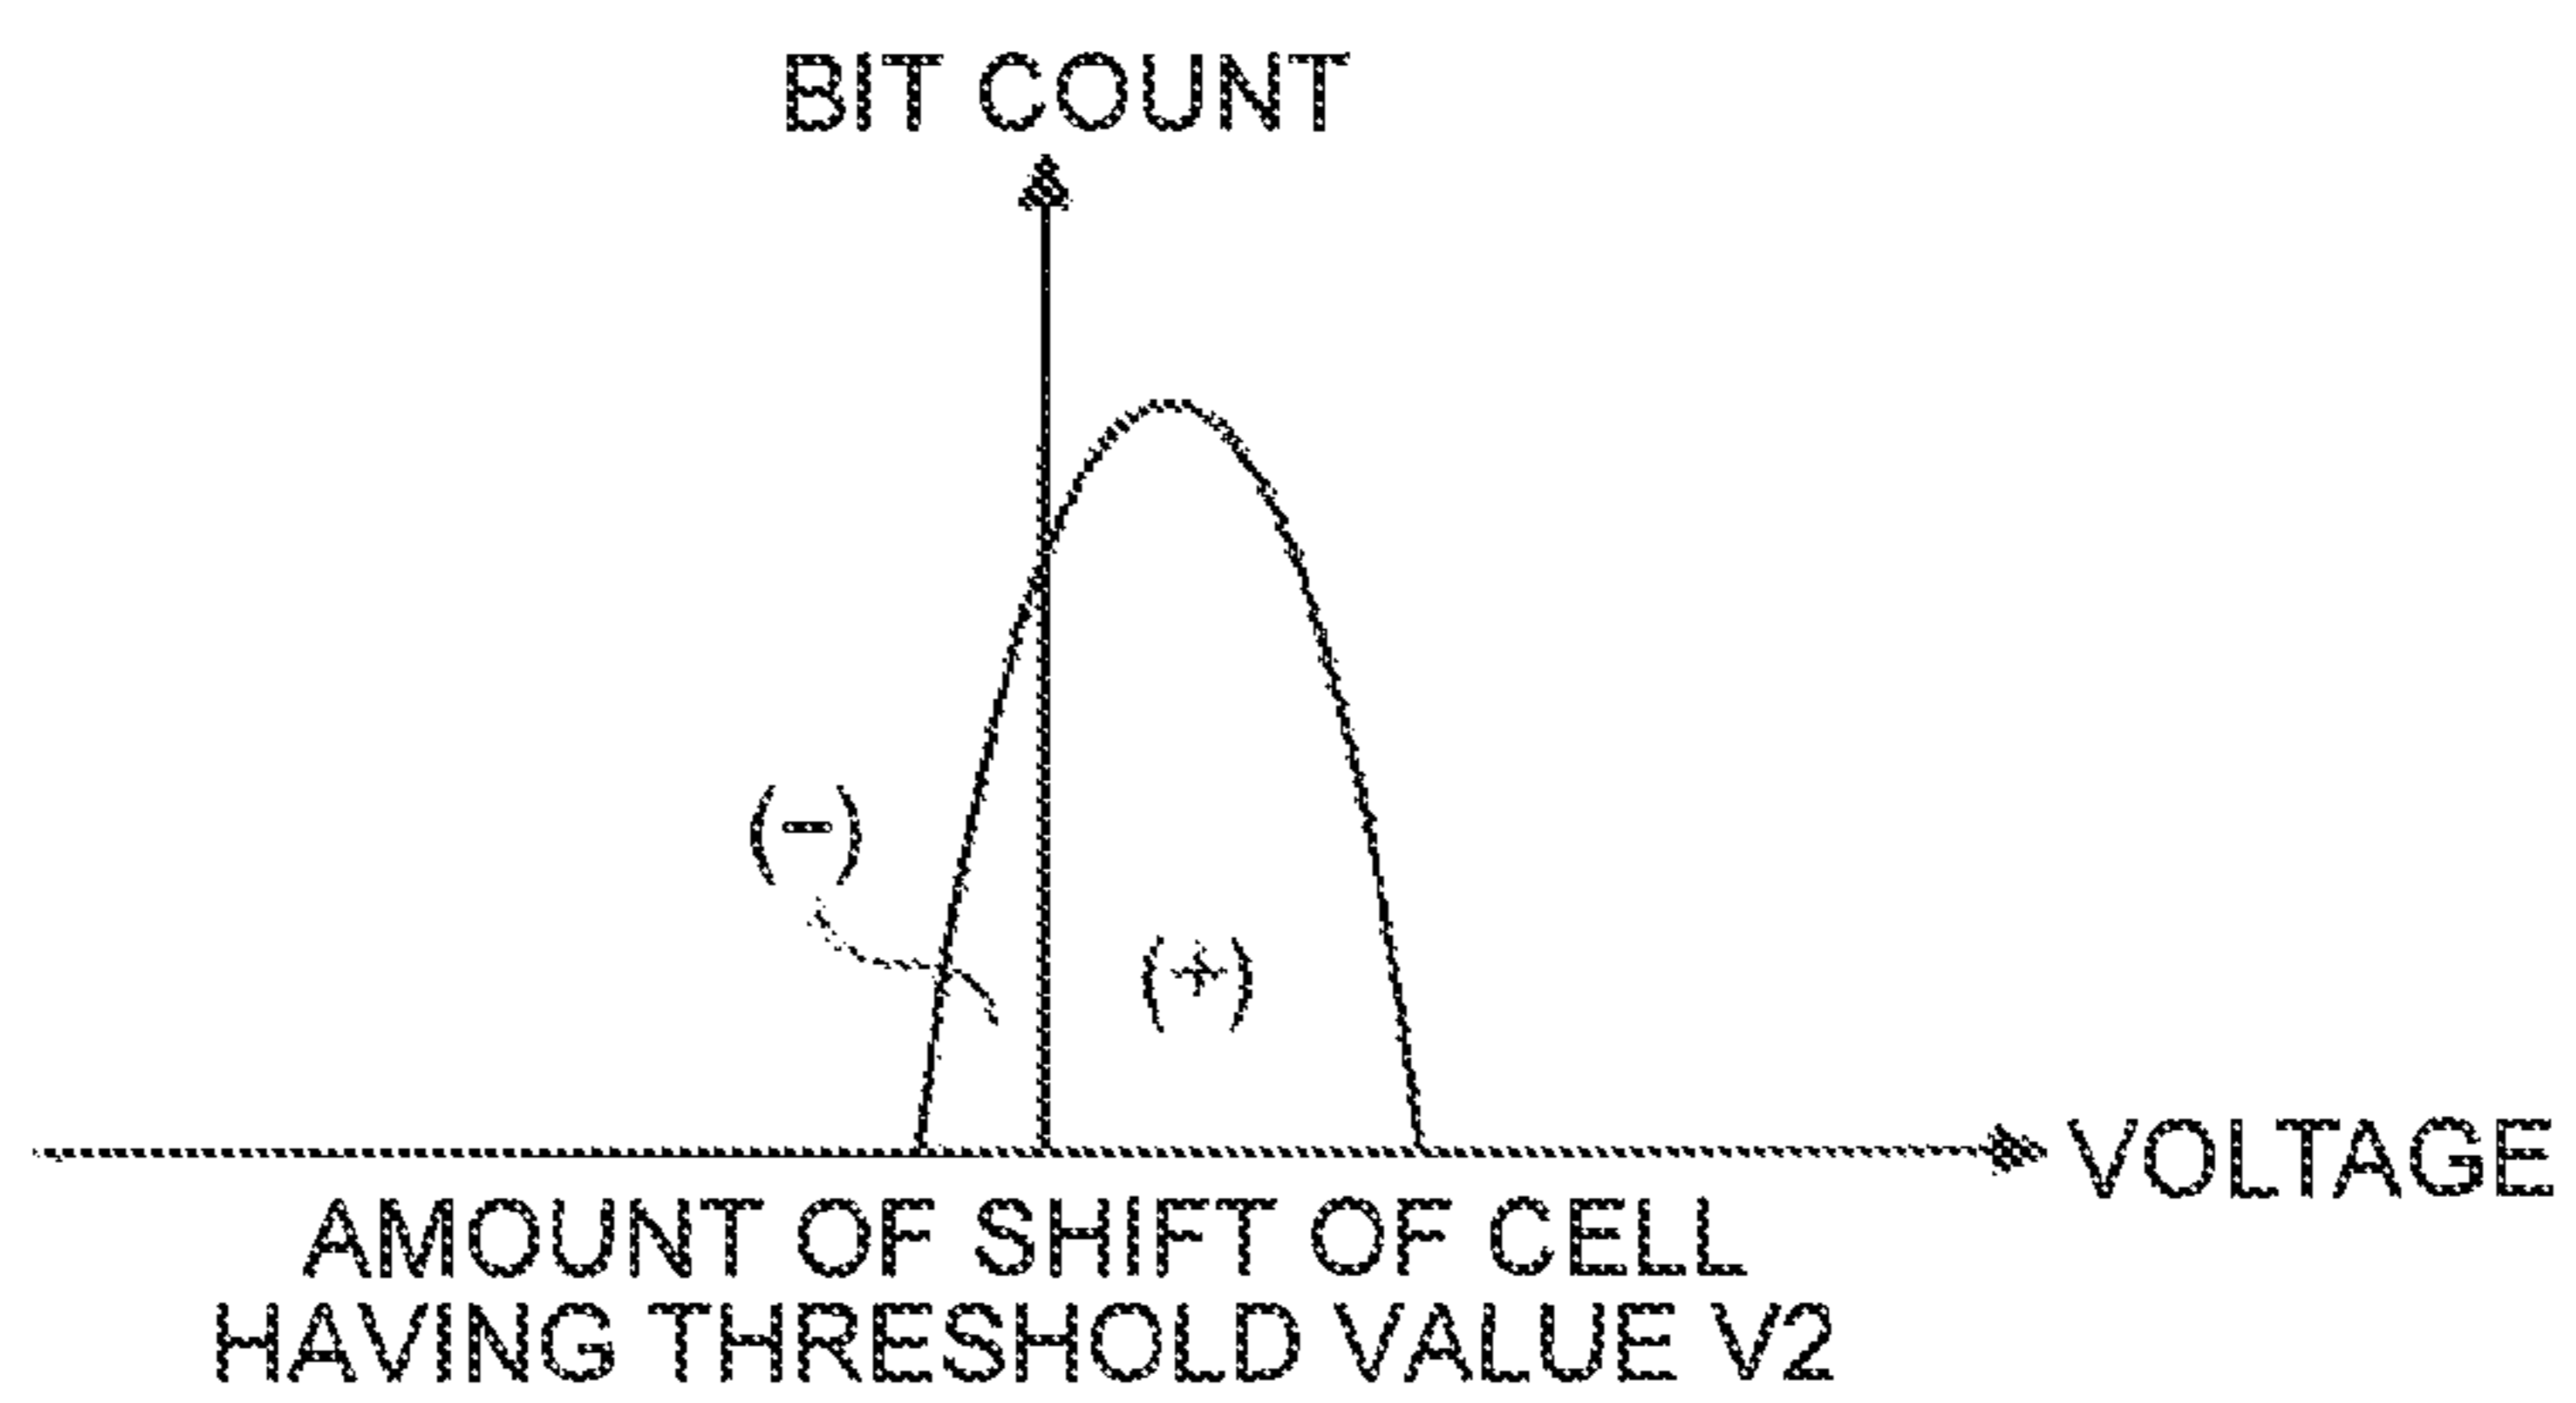 BIT COUNT
(−)
(+)
VOLTAGE
AMOUNT OF SHIFT OF CELL
HAVING THRESHOLD VALUE V2